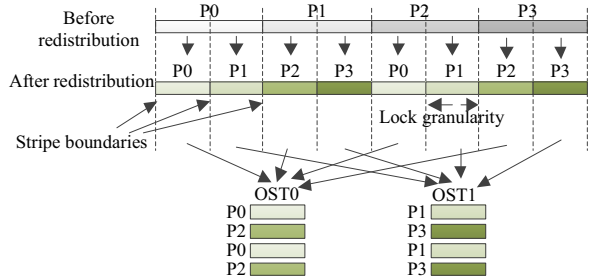 Before redistribution
P0 P1 P2 P3
After redistribution
P0 P1 P2 P3 P0 P1 P2 P3
Stripe boundaries
Lock granularity
OST0 OST1
P0 P1
P2 P3
P0 P1
P2 P3